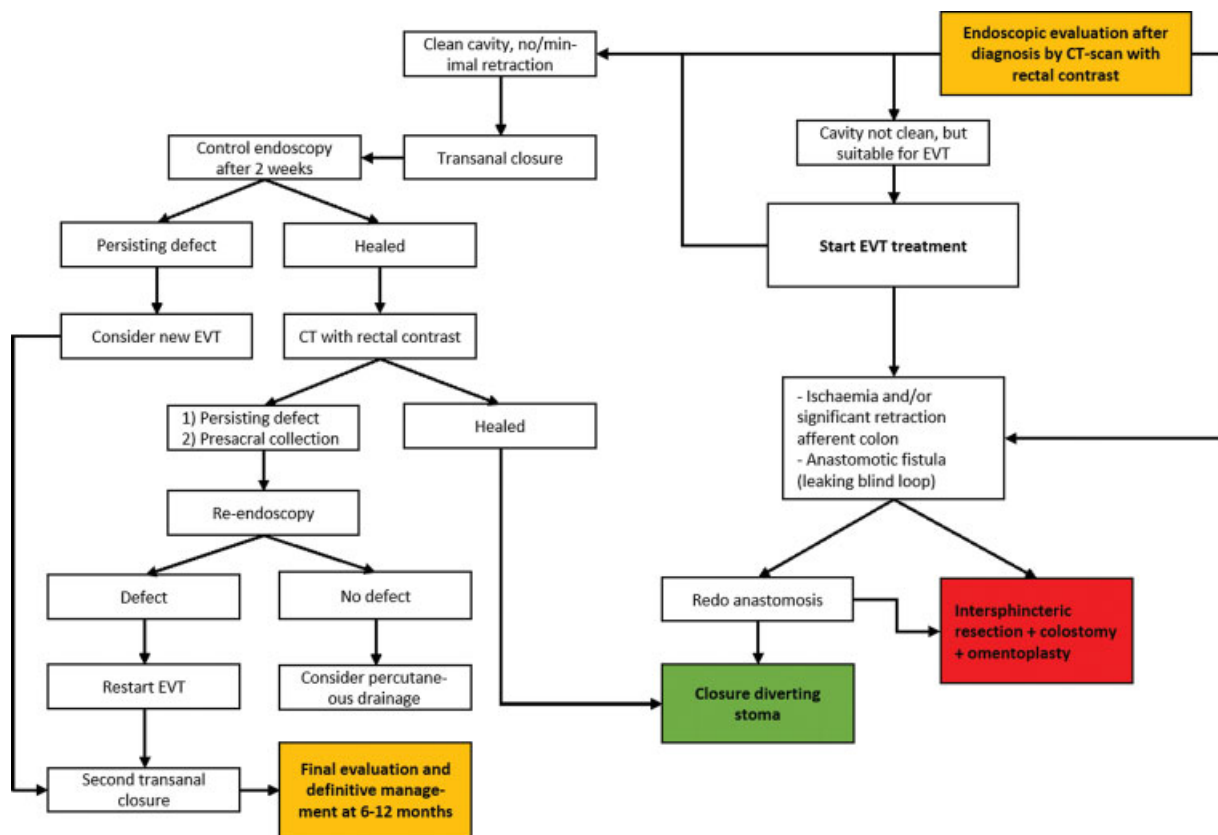 Endoscopic evaluation after
diagnosis by CT-scan with
rectal contrast
Clean cavity, no/min-
imal retraction
Cavity not clean, but
suitable for EVT
Control endoscopy
after 2 weeks
Transanal closure
Persisting defect
Healed
Start EVT treatment
Consider new EVT
CT with rectal contrast
1) Persisting defect
2) Presacral collection
Healed
- Ischaemia and/or
significant retraction
afferent colon
- Anastomotic fistula
(leaking blind loop)
Re-endoscopy
Defect
No defect
Redo anastomosis
Intersphincteric
resection + colostomy
+ omentoplasty
Restart EVT
Consider percutane-
ous drainage
Closure diverting
stoma
Second transanal
closure
Final evaluation and
definitive manage-
ment at 6-12 months